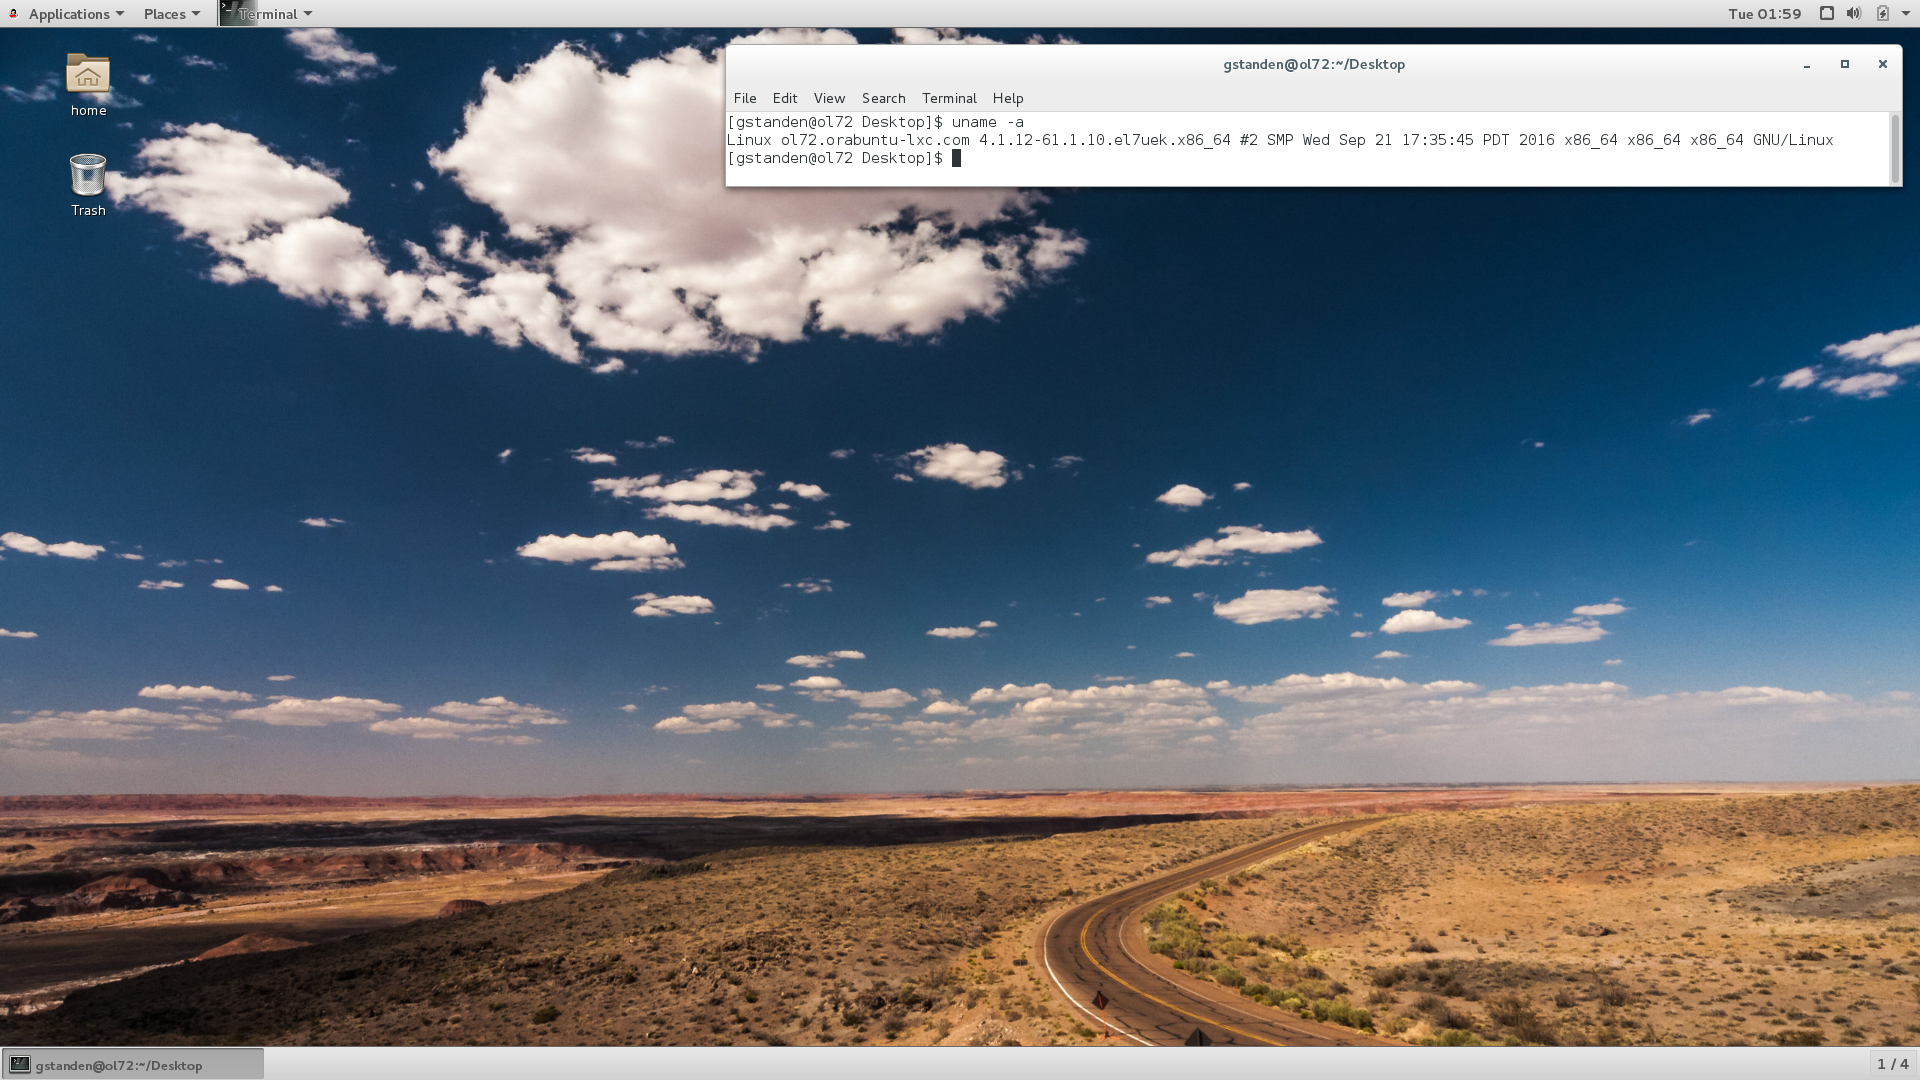 Applications Places Terminal Tue 01:59
home
Trash
gstanden@ol72:~/Desktop
File Edit View Search Terminal Help
[gstanden@ol72 Desktop]$ uname -a
Linux ol72.orabuntu-lxc.com 4.1.12-61.1.10.el7uek.x86_64 #2 SMP Wed Sep 21 17:35:45 PDT 2016 x86_64 x86_64 x86_64 GNU/Linux
[gstanden@ol72 Desktop]$
gstanden@ol72:~/Desktop 1 / 4